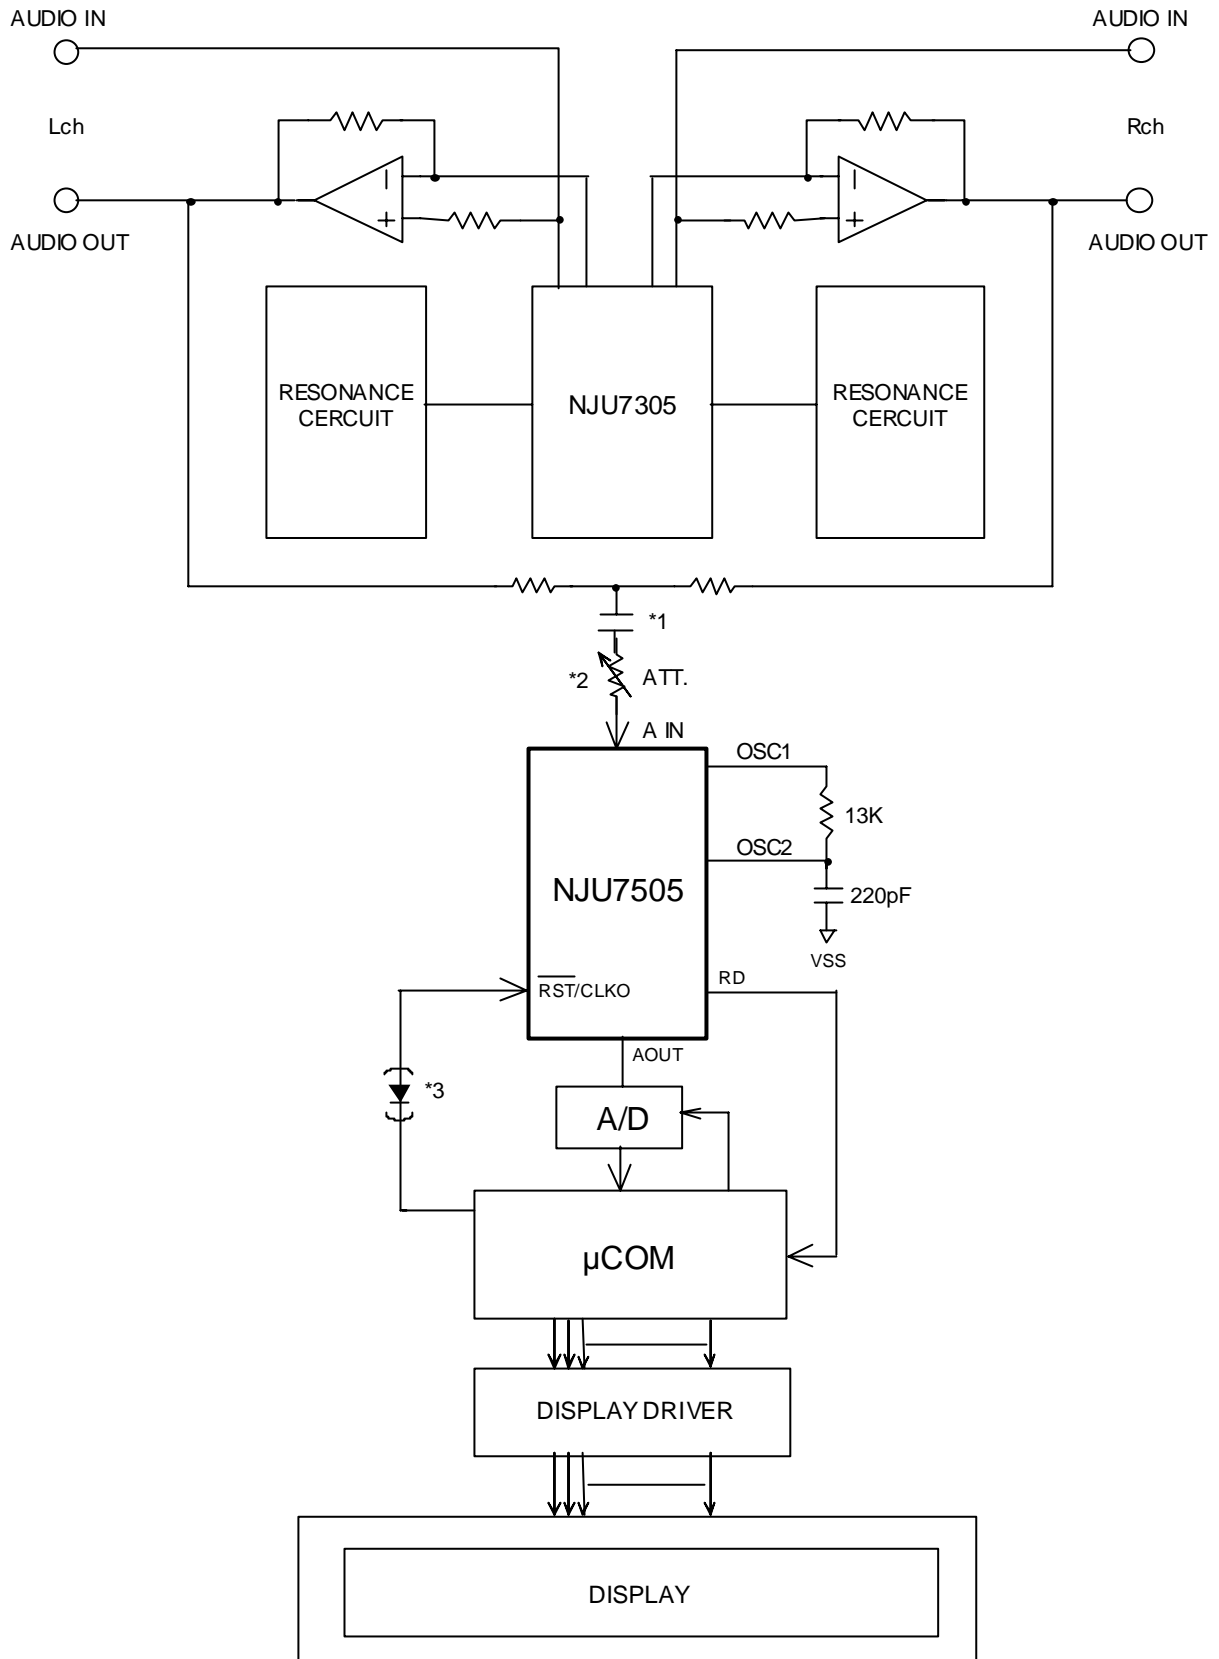 AUDIO IN
AUDIO IN
Lch
Rch
AUDIO OUT
AUDIO OUT
RESONANCE
CERCUIT
NJU7305
RESONANCE
CERCUIT
*1
*2
ATT.
A IN
OSC1
13K
OSC2
NJU7505
220pF
VSS
RST/CLKO
RD
AOUT
*3
A/D
µCOM
DISPLAY DRIVER
DISPLAY